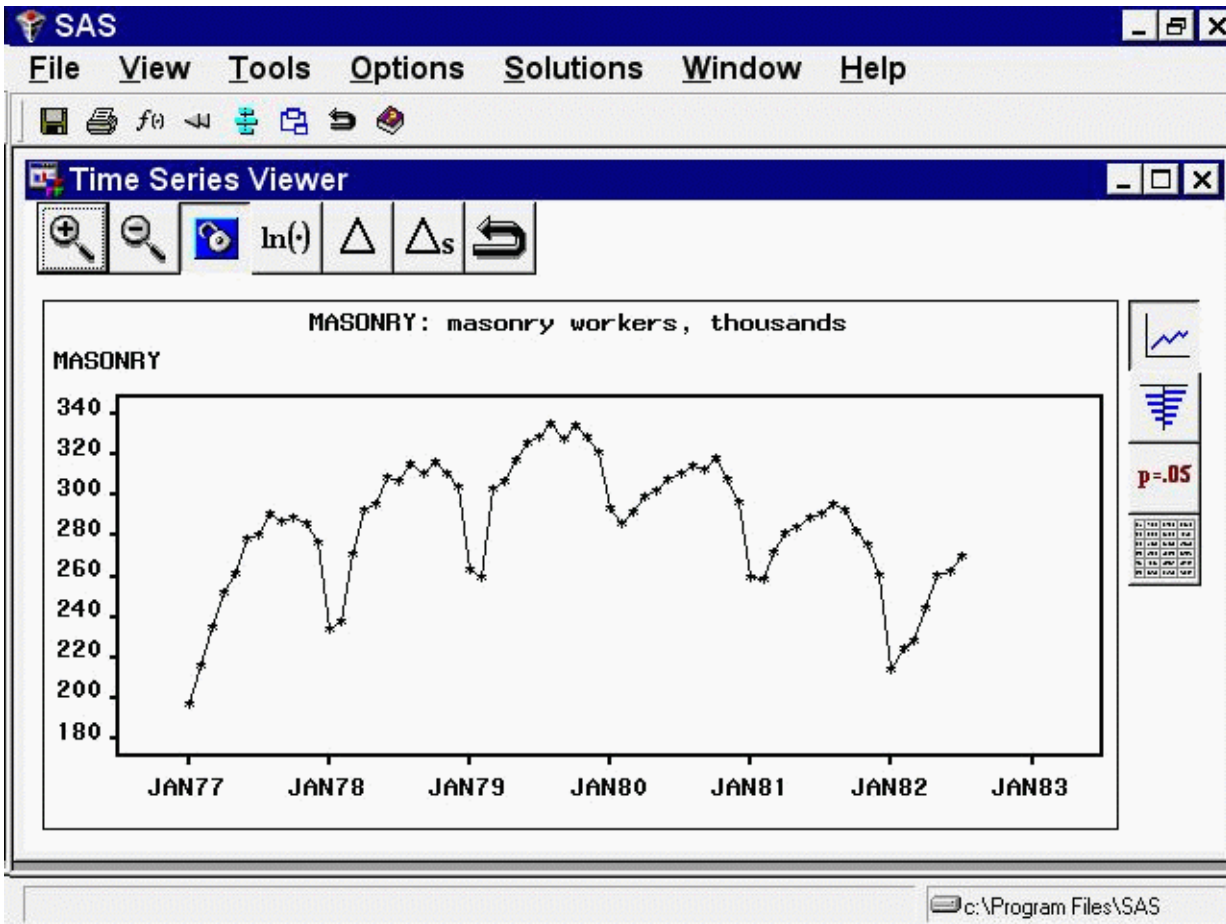 SAS
File View Tools Options Solutions Window Help
f(·)
Time Series Viewer
ln(·) Δ Δs
MASONRY: masonry workers, thousands
MASONRY
340
320
300
280
260
240
220
200
180
JAN77 JAN78 JAN79 JAN80 JAN81 JAN82 JAN83
p=.05
c:\Program Files\SAS